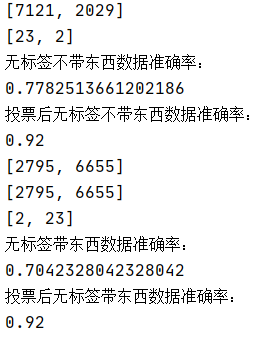 [7121, 2029]
[23, 2]
无标签不带东西数据准确率：
0.7782513661202186
投票后无标签不带东西数据准确率：
0.92
[2795, 6655]
[2795, 6655]
[2, 23]
无标签带东西数据准确率：
0.7042328042328042
投票后无标签带东西数据准确率：
0.92